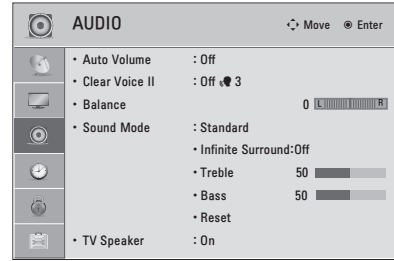 AUDIO Move Enter
• Auto Volume : Off
• Clear Voice II : Off 3
• Balance 0 L R
• Sound Mode : Standard
• Infinite Surround:Off
• Treble 50
• Bass 50
• Reset
• TV Speaker : On